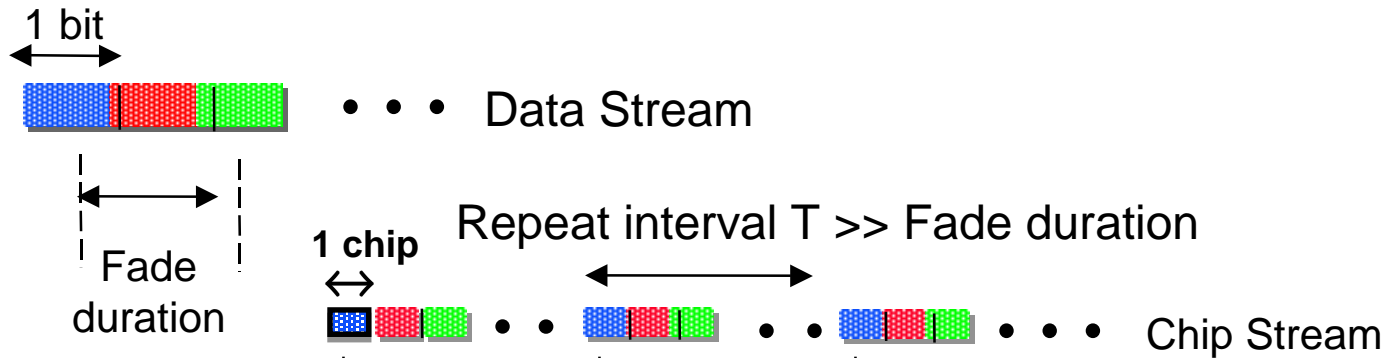 1 bit
• • • Data Stream
Repeat interval T >> Fade duration
1 chip
Fade
duration
• • • • • • • Chip Stream